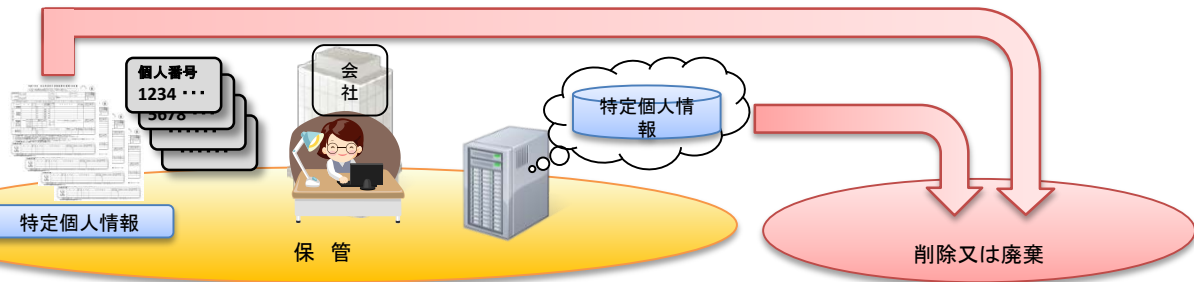 個人番号
1234 ･･･
5678 ･･･
･･････
･･････
会
社
特定個人情
報
特定個人情報
保 管
削除又は廃棄